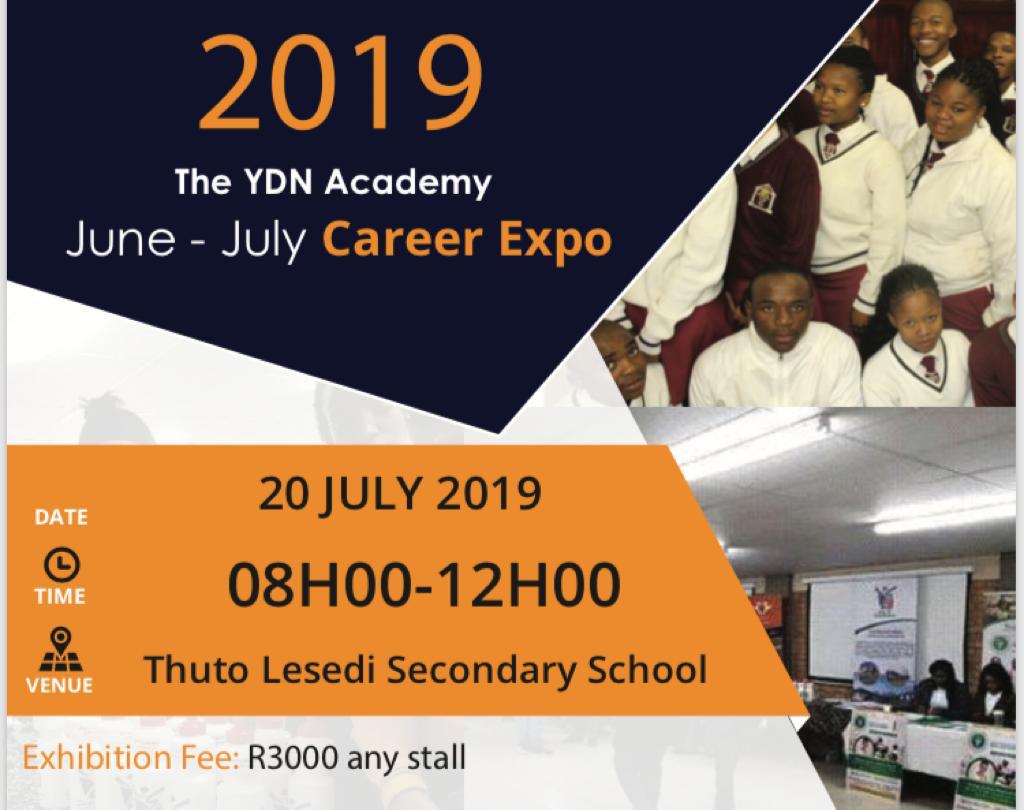 2019
The YDN Academy
June - July Career Expo
DATE
20 JULY 2019
TIME
08H00-12H00
VENUE
Thuto Lesedi Secondary School
Exhibition Fee: R3000 any stall